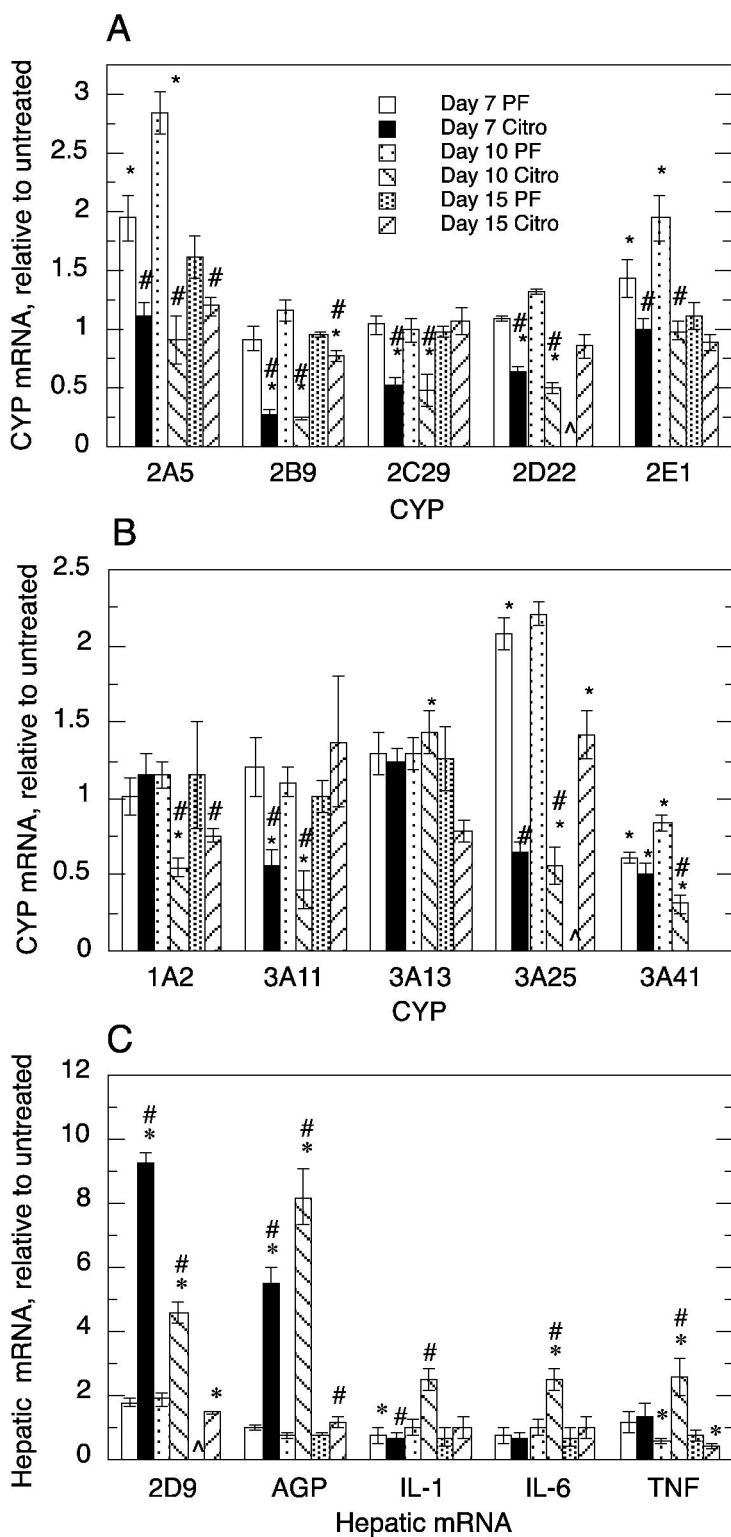 A
CYP mRNA, relative to untreated
3
2.5
2
1.5
1
0.5
0
Day 7 PF
Day 7 Citro
Day 10 PF
Day 10 Citro
Day 15 PF
Day 15 Citro
* # * # #
# * # * # *
# * # *
# * # * ^
* # * #
2A5 2B9 2C29 2D22 2E1
CYP
B
CYP mRNA, relative to untreated
2.5
2
1.5
1
0.5
0
# * #
# * # *
*
* # # * ^ *
* * * # *
1A2 3A11 3A13 3A25 3A41
CYP
C
Hepatic mRNA, relative to untreated
12
10
8
6
4
2
0
# * # * ^ *
# * # * #
* # #
# *
* # * *
2D9 AGP IL-1 IL-6 TNF
Hepatic mRNA